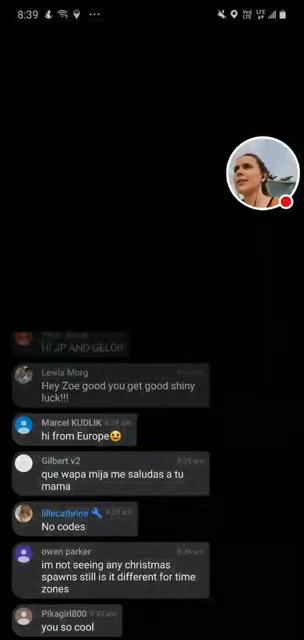 8:39
Vo) LTE
LTE
HI JP AND GELO!!
Lewis Morg
Hey Zoe good you get good shiny
luck!!!
Marcel KUDLIK 8:39 am
hi from Europe😉
Gilbert v2 8:39 am
que wapa mija me saludas a tu
mama
lillecathrine 8:39 am
No codes
owen parker 8:39 am
im not seeing any christmas
spawns still is it different for time
zones
Pikagirl800 8:39 am
you so cool